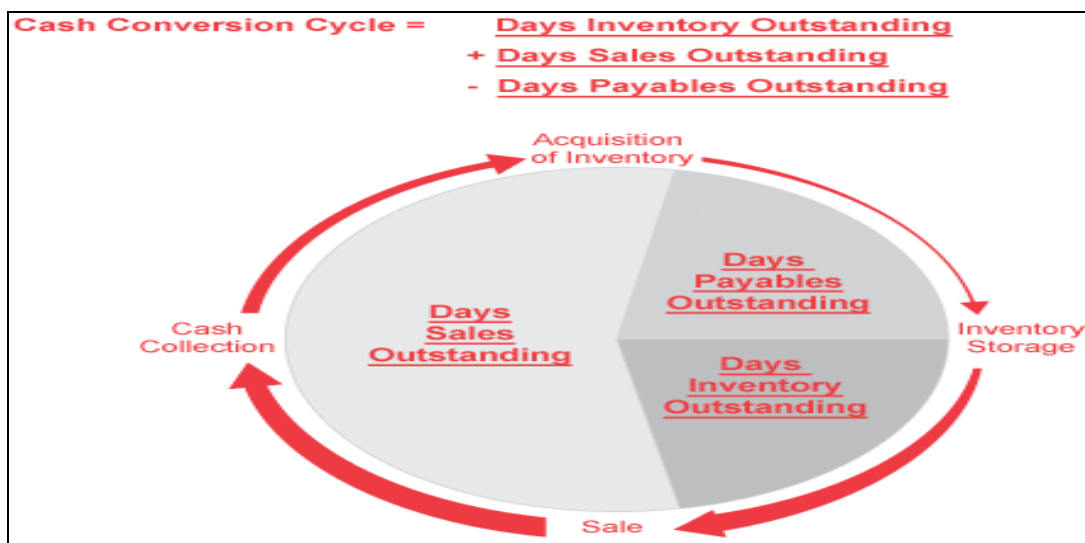 Cash Conversion Cycle = Days Inventory Outstanding
+ Days Sales Outstanding
- Days Payables Outstanding
Acquisition
of Inventory
Days
Payables
Outstanding
Days
Sales
Outstanding
Cash
Collection
Inventory
Storage
Days
Inventory
Outstanding
Sale